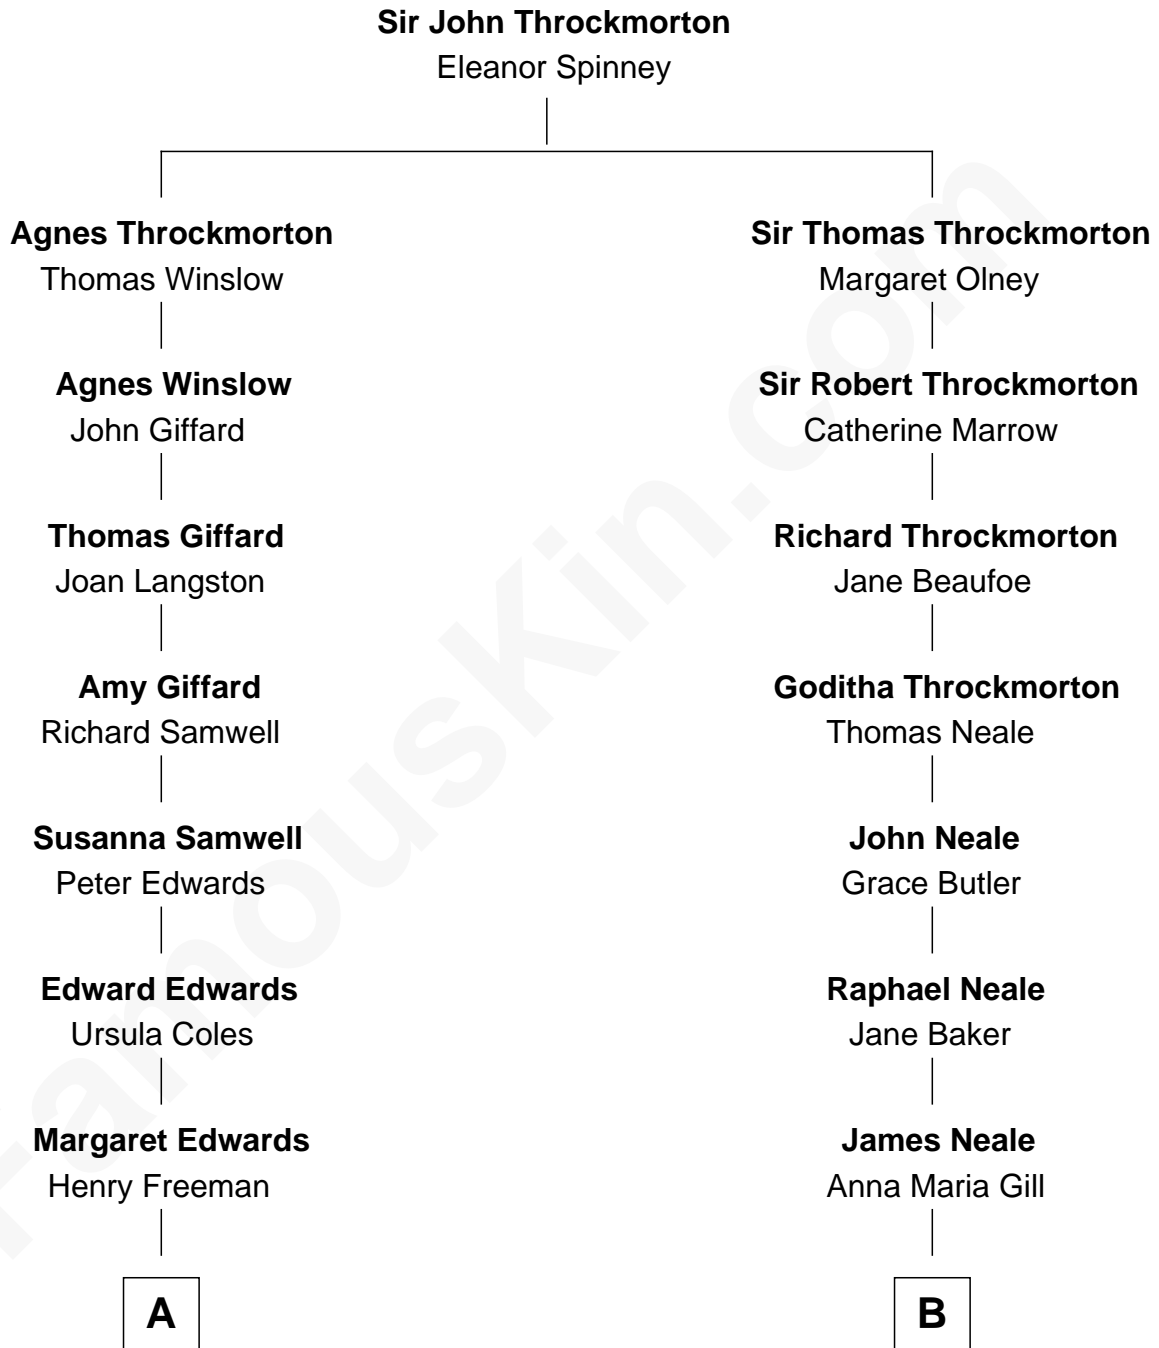 Sir John Throckmorton
Eleanor Spinney
Agnes Throckmorton
Thomas Winslow
Sir Thomas Throckmorton
Margaret Olney
Agnes Winslow
John Giffard
Sir Robert Throckmorton
Catherine Marrow
Thomas Giffard
Joan Langston
Richard Throckmorton
Jane Beaufoe
Amy Giffard
Richard Samwell
Goditha Throckmorton
Thomas Neale
Susanna Samwell
Peter Edwards
John Neale
Grace Butler
Edward Edwards
Ursula Coles
Raphael Neale
Jane Baker
Margaret Edwards
Henry Freeman
James Neale
Anna Maria Gill
A
B
FamousKin.com